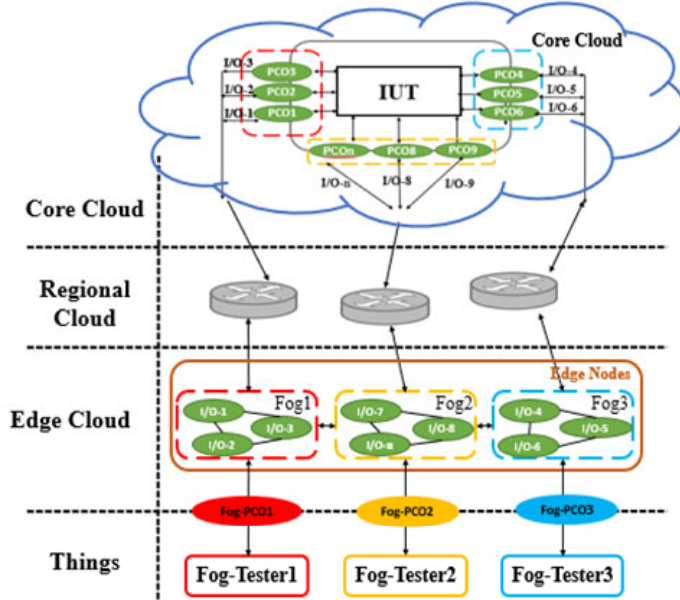 Core Cloud
I/O-3
PCO3
PCO4
I/O-4
I/O-2
PCO2
IUT
PCO5
I/O-5
I/O-1
PCO1
PCO6
I/O-6
PCOn
PCO8
PCO9
I/O-n
I/O-8
I/O-9
Core Cloud
Regional
Cloud
Edge Nodes
Edge Cloud
Fog1
Fog2
Fog3
I/O-1
I/O-3
I/O-2
I/O-7
I/O-8
I/O-n
I/O-4
I/O-5
I/O-6
Fog-PCO1
Fog-PCO2
Fog-PCO3
Things
Fog-Tester1
Fog-Tester2
Fog-Tester3